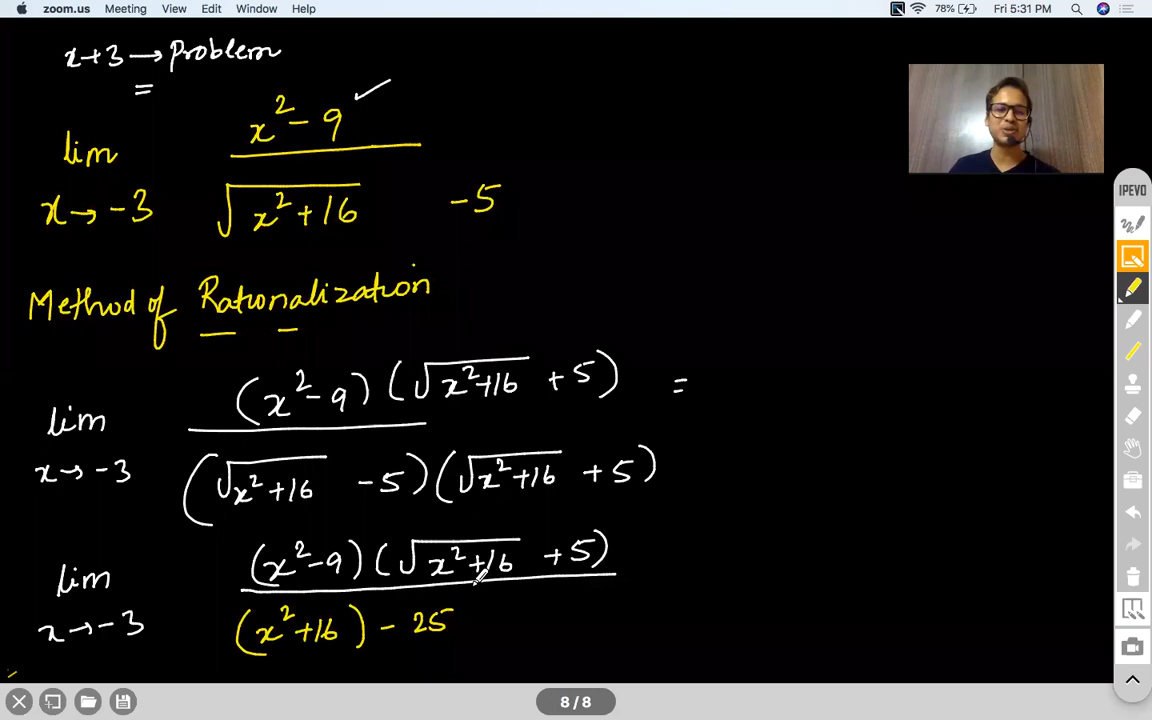 zoom.us Meeting View Edit Window Help 78% Fri 5:31 PM
x+3 → Problem
=
lim x→-3 (x²-9)/(√(x²+16) -5) ✓
Method of Rationalization
lim x→-3 (x²-9)(√(x²+16) +5)/((√(x²+16) -5)(√(x²+16) +5)) =
lim x→-3 (x²-9)(√(x²+16) +5)/((x²+16) - 25)
IPEVO
8/8